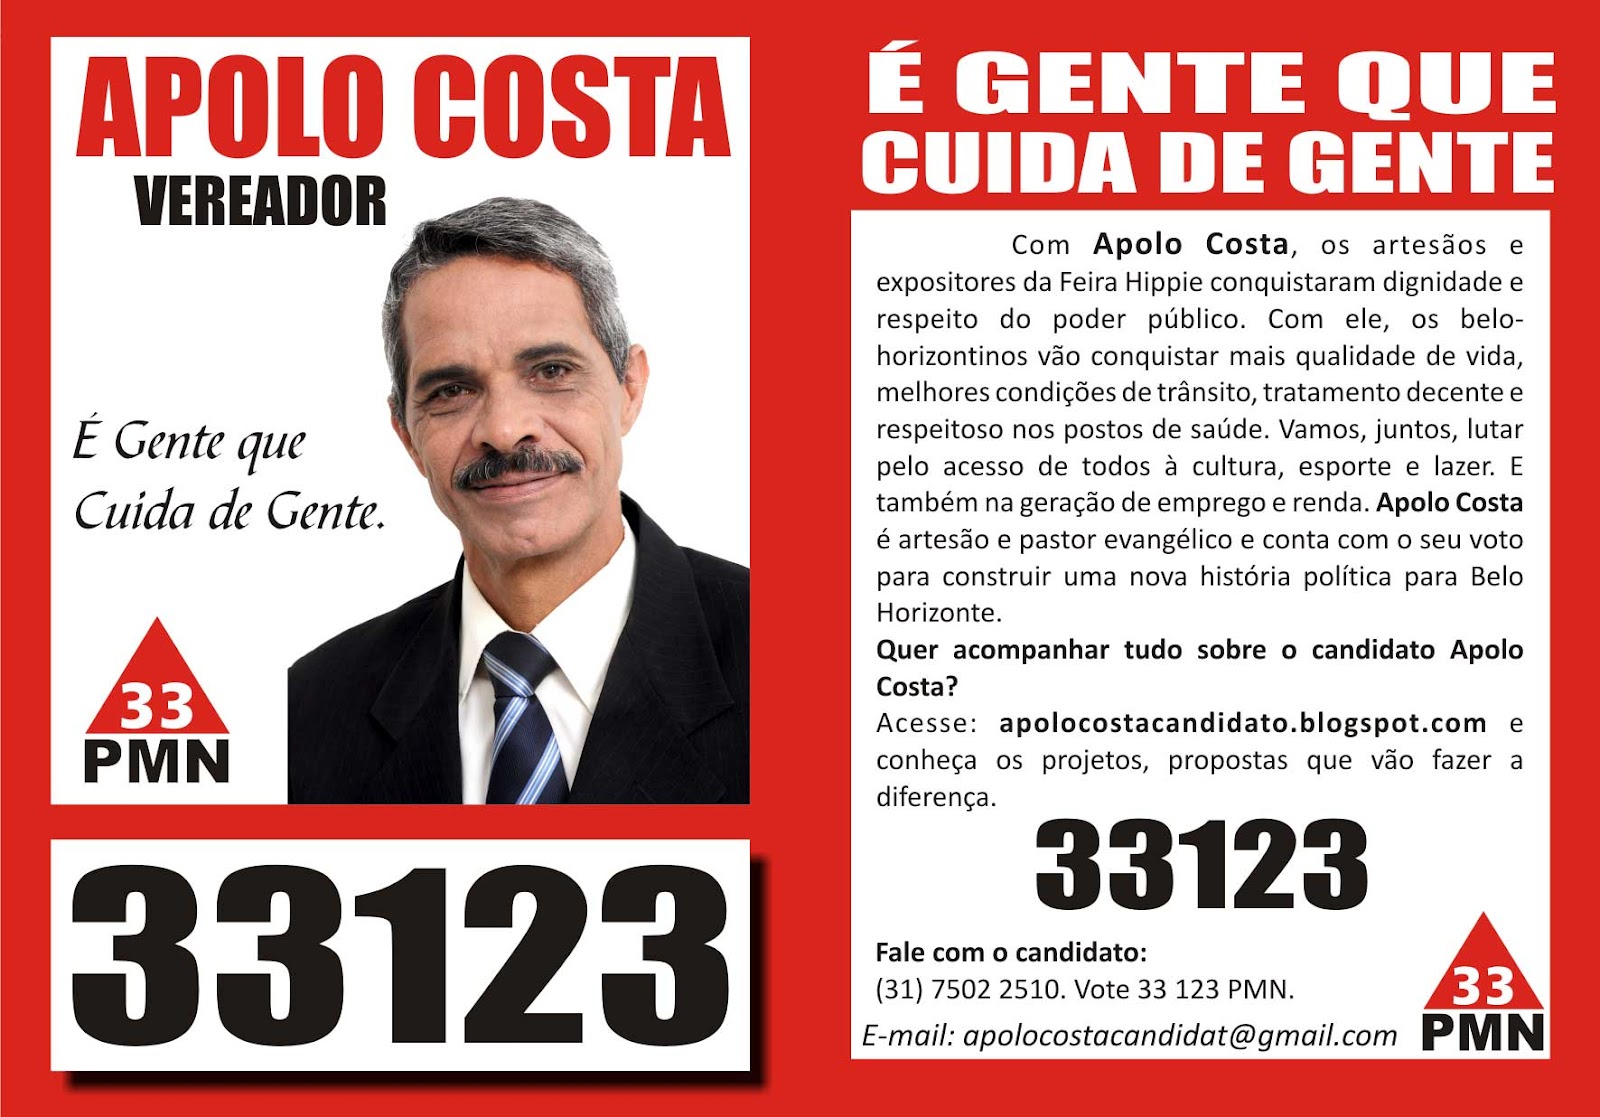 APOLO COSTA
VEREADOR
É Gente que
Cuida de Gente.
33
PMN
33123
É GENTE QUE
CUIDA DE GENTE
Com Apolo Costa, os artesãos e
expositores da Feira Hippie conquistaram dignidade e
respeito do poder público. Com ele, os belo-
horizontinos vão conquistar mais qualidade de vida,
melhores condições de trânsito, tratamento decente e
respeitoso nos postos de saúde. Vamos, juntos, lutar
pelo acesso de todos à cultura, esporte e lazer. E
também na geração de emprego e renda. Apolo Costa
é artesão e pastor evangélico e conta com o seu voto
para construir uma nova história política para Belo
Horizonte.
Quer acompanhar tudo sobre o candidato Apolo
Costa?
Acesse: apolocostacandidato.blogspot.com e
conheça os projetos, propostas que vão fazer a
diferença.
33123
Fale com o candidato:
(31) 7502 2510. Vote 33 123 PMN.
E-mail: apolocostacandidat@gmail.com
33
PMN